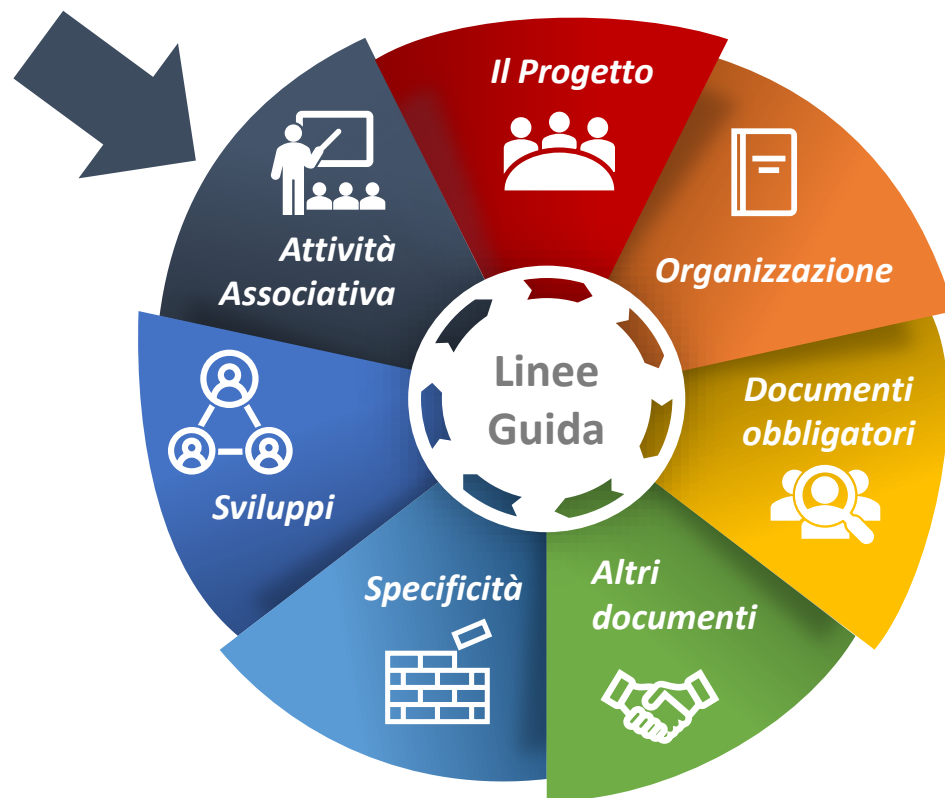 Il Progetto
Organizzazione
Documenti
obbligatori
Altri
documenti
Specificità
Sviluppi
Attività
Associativa
Linee
Guida